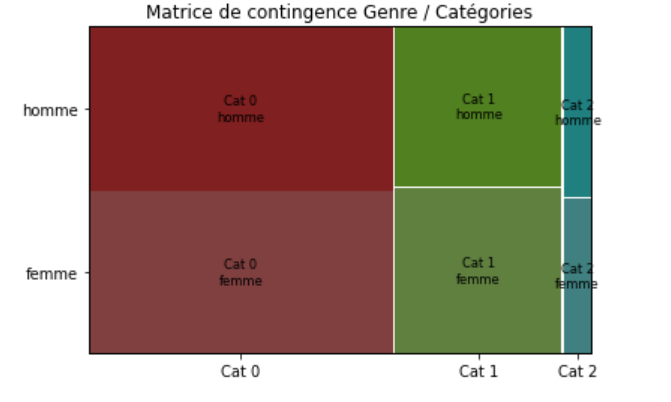 Matrice de contingence Genre / Catégories
homme
Cat 0
homme
Cat 1
homme
Cat 2
homme
femme
Cat 0
femme
Cat 1
femme
Cat 2
femme
Cat 0
Cat 1
Cat 2